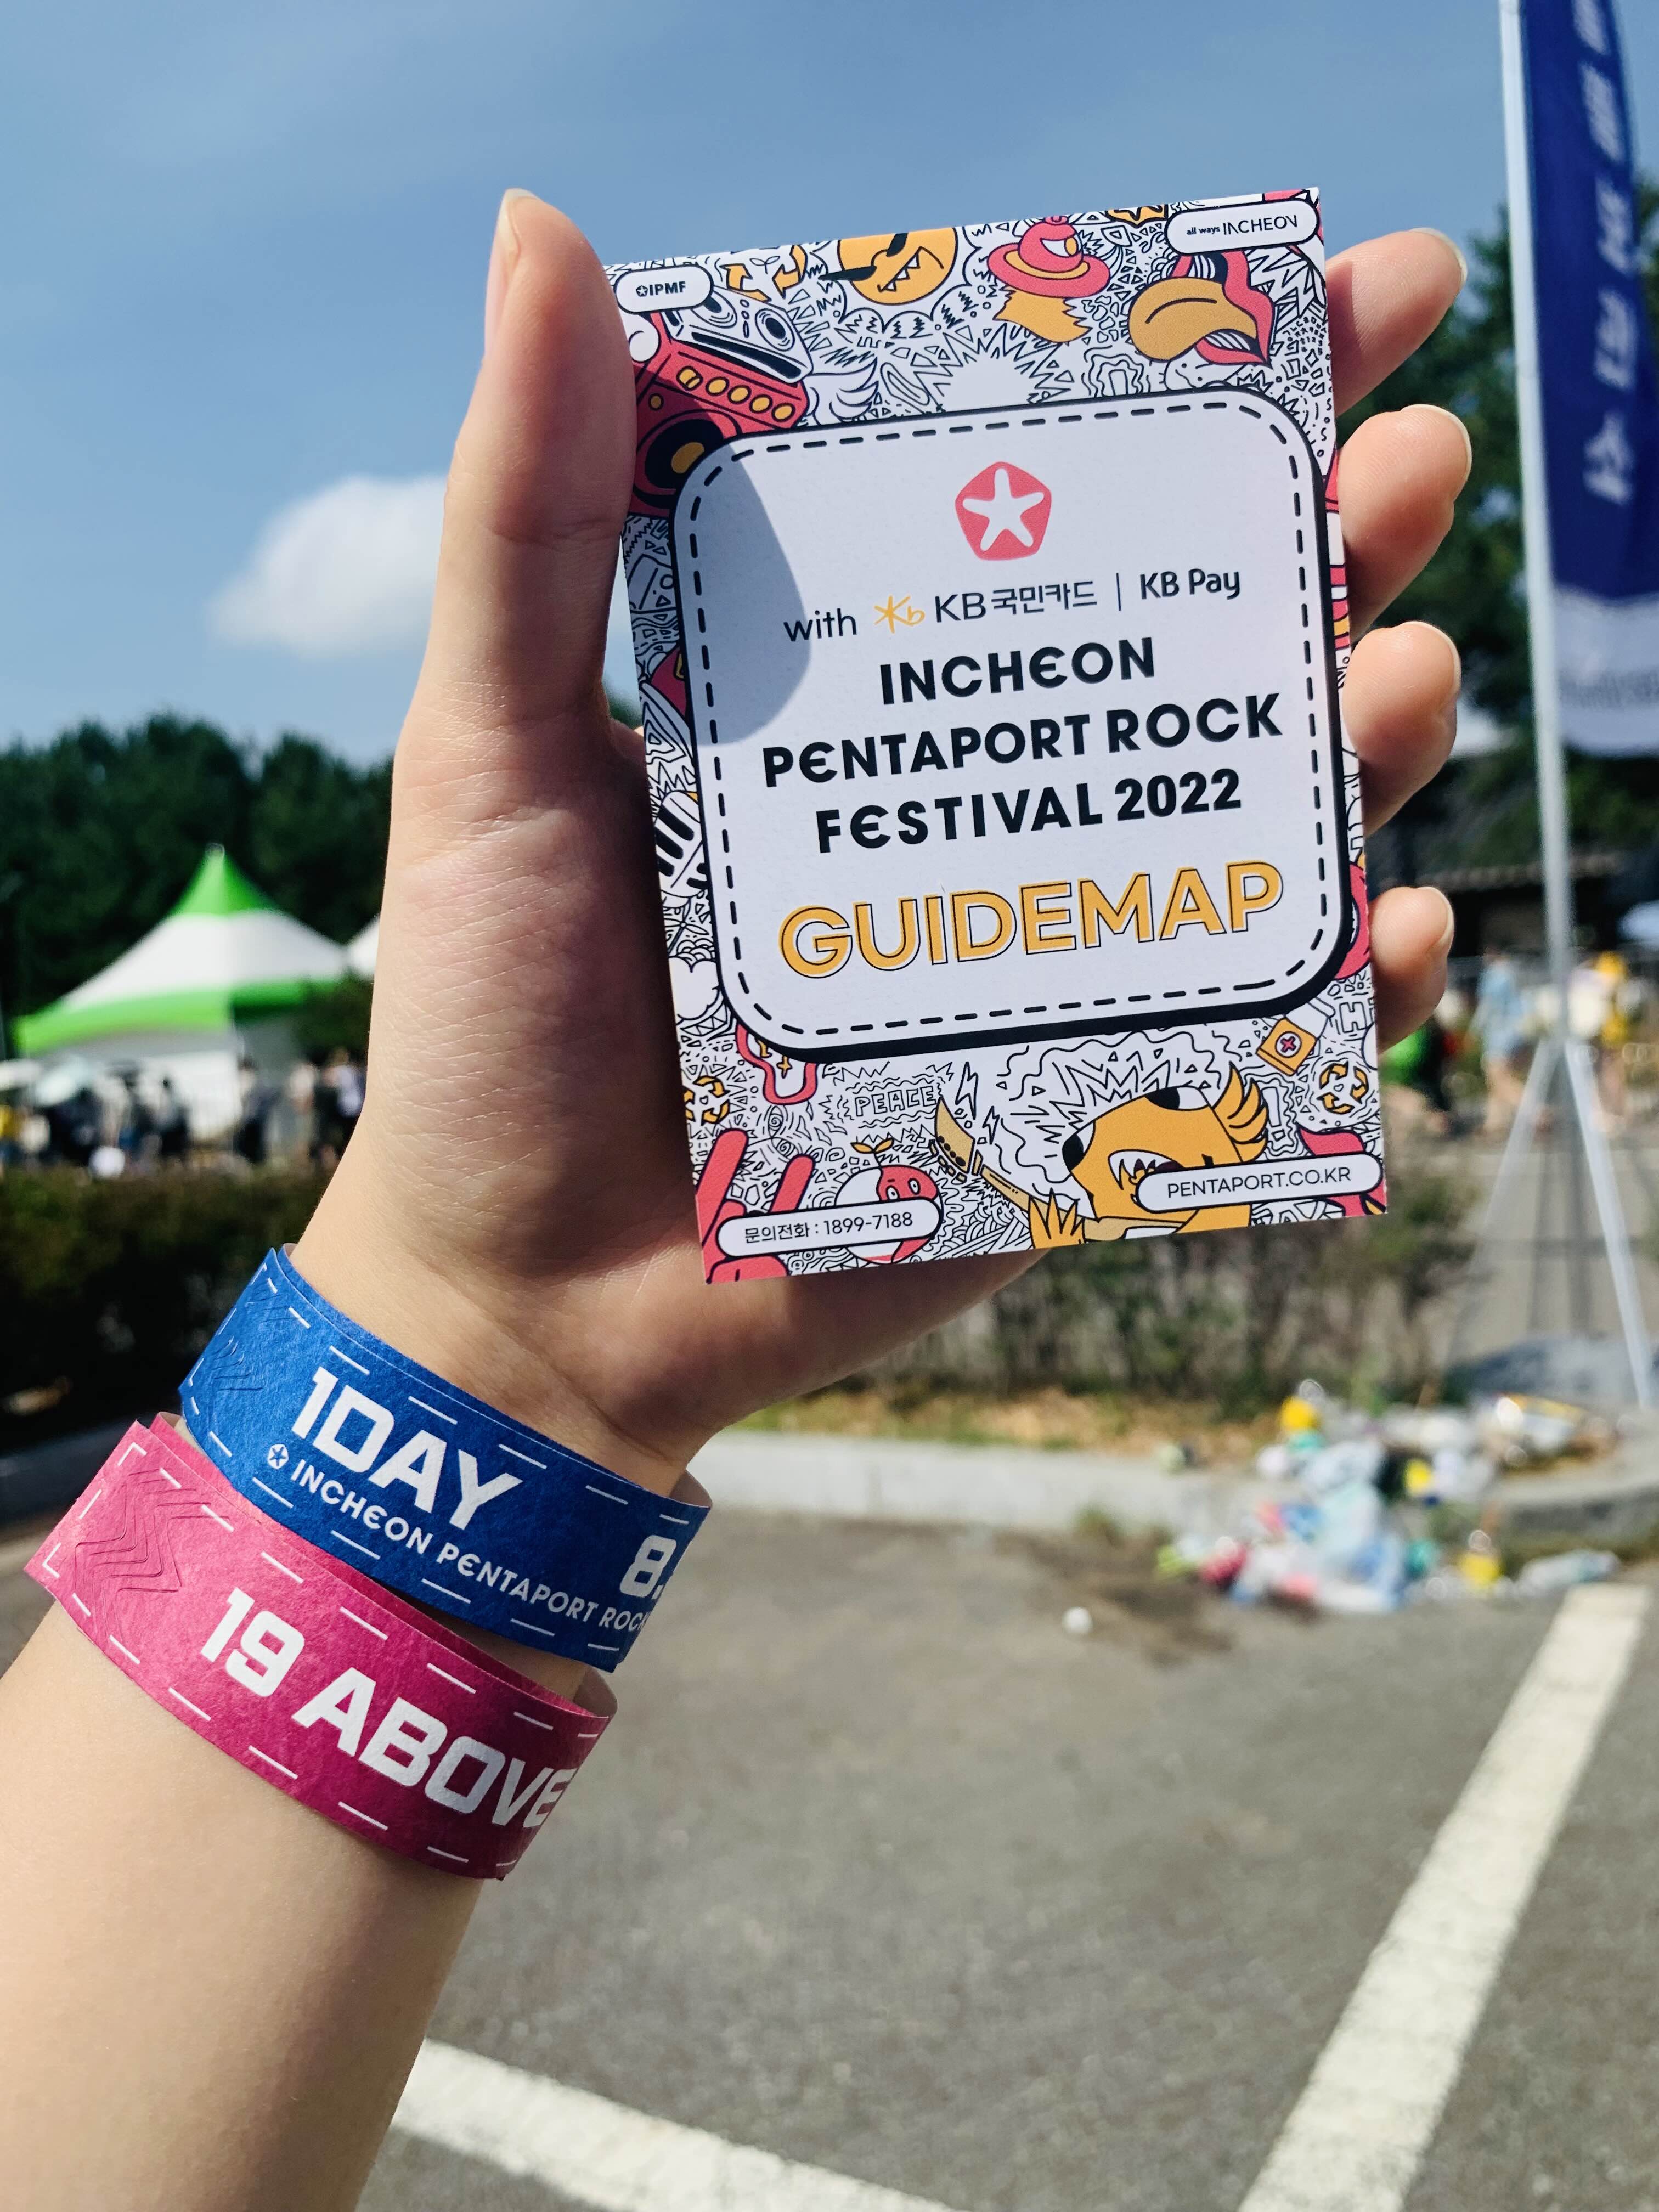 IPMF
all ways INCHEON
with Kb KB국민카드 | KB Pay
INCHEON
PENTAPORT ROCK
FESTIVAL 2022
GUIDEMAP
PEACE
PENTAPORT.CO.KR
문의전화 : 1899-7188
1DAY
8.
INCHEON PENTAPORT ROCK
19 ABOVE